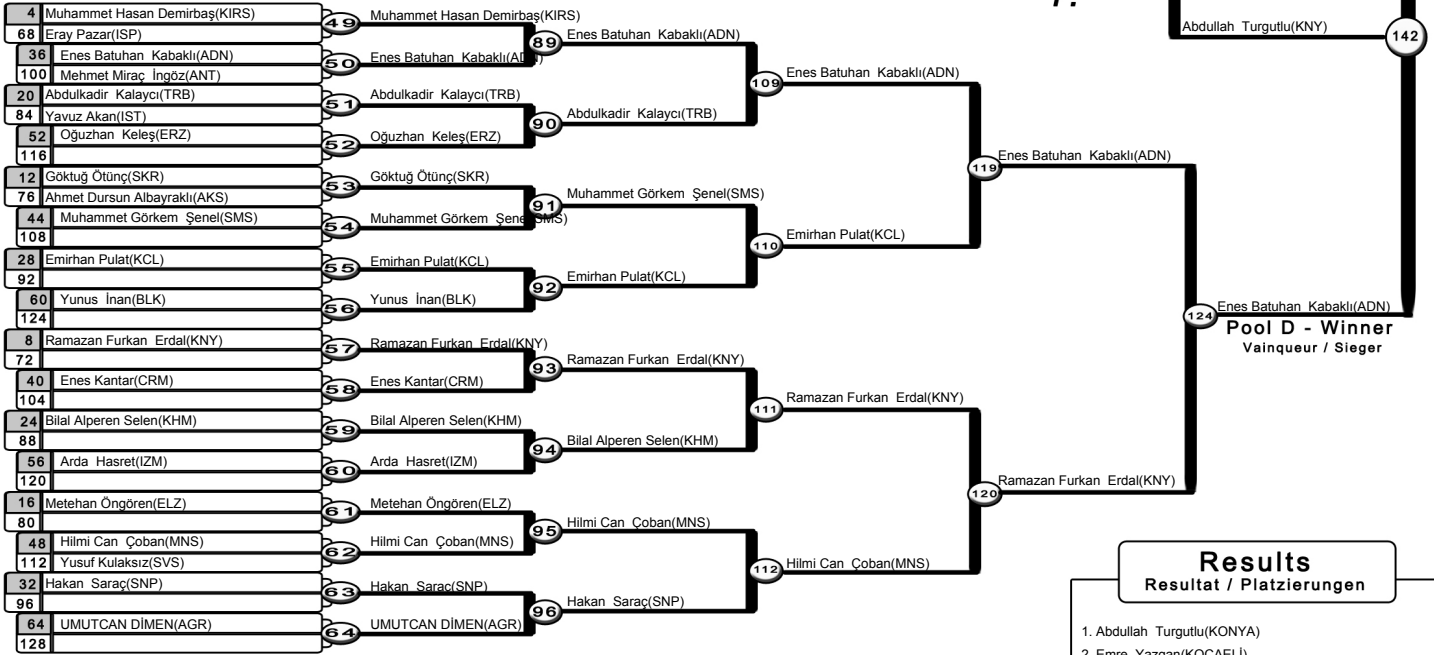 4 Muhammet Hasan Demirbaş(KIRS)
68 Eray Pazar(ISP)
36 Enes Batuhan Kabaklı(ADN)
100 Mehmet Miraç İngöz(ANT)
20 Abdulkadir Kalaycı(TRB)
84 Yavuz Akan(IST)
52 Oğuzhan Keleş(ERZ)
116
12 Göktuğ Ötünç(SKR)
76 Ahmet Dursun Albayraklı(AKS)
44 Muhammet Görkem Şenel(SMS)
108
28 Emirhan Pulat(KCL)
92
60 Yunus İnan(BLK)
124
8 Ramazan Furkan Erdal(KNY)
72
40 Enes Kantar(CRM)
104
24 Bilal Alperen Selen(KHM)
88
56 Arda Hasret(IZM)
120
16 Metehan Öngören(ELZ)
80
48 Hilmi Can Çoban(MNS)
112 Yusuf Kulaksız(SVS)
32 Hakan Saraç(SNP)
96
64 UMUTCAN DİMEN(AGR)
128
49 Muhammet Hasan Demirbaş(KIRS)
50 Enes Batuhan Kabaklı(ADN)
51 Abdulkadir Kalaycı(TRB)
52 Oğuzhan Keleş(ERZ)
53 Göktuğ Ötünç(SKR)
54 Muhammet Görkem Şenel(SMS)
55 Emirhan Pulat(KCL)
56 Yunus İnan(BLK)
57 Ramazan Furkan Erdal(KNY)
58 Enes Kantar(CRM)
59 Bilal Alperen Selen(KHM)
60 Arda Hasret(IZM)
61 Metehan Öngören(ELZ)
62 Hilmi Can Çoban(MNS)
63 Hakan Saraç(SNP)
64 UMUTCAN DİMEN(AGR)
89 Enes Batuhan Kabaklı(ADN)
90 Abdulkadir Kalaycı(TRB)
91 Muhammet Görkem Şenel(SMS)
92 Emirhan Pulat(KCL)
93 Ramazan Furkan Erdal(KNY)
94 Bilal Alperen Selen(KHM)
95 Hilmi Can Çoban(MNS)
96 Hakan Saraç(SNP)
109 Enes Batuhan Kabaklı(ADN)
110 Emirhan Pulat(KCL)
111 Ramazan Furkan Erdal(KNY)
112 Hilmi Can Çoban(MNS)
119 Enes Batuhan Kabaklı(ADN)
120 Ramazan Furkan Erdal(KNY)
124 Enes Batuhan Kabaklı(ADN)
Pool D - Winner
Vainqueur / Sieger
Abdullah Turgutlu(KNY)
142
Results
Resultat / Platzierungen
1. Abdullah Turgutlu(KONYA)
2. Emre Yazgan(KOCAELİ)